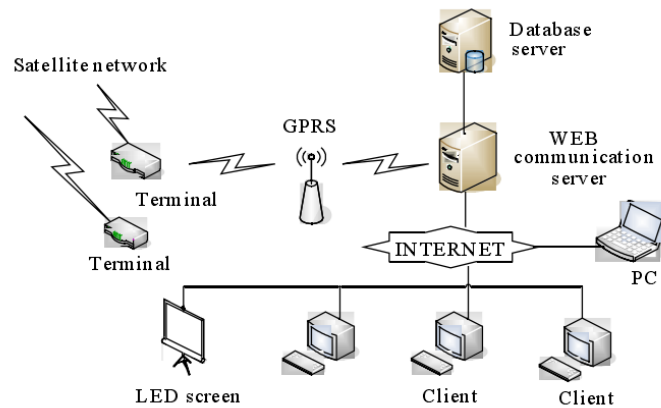 Database
server
Satellite network
GPRS
WEB
communication
server
Terminal
INTERNET
Terminal
PC
LED screen
Client
Client